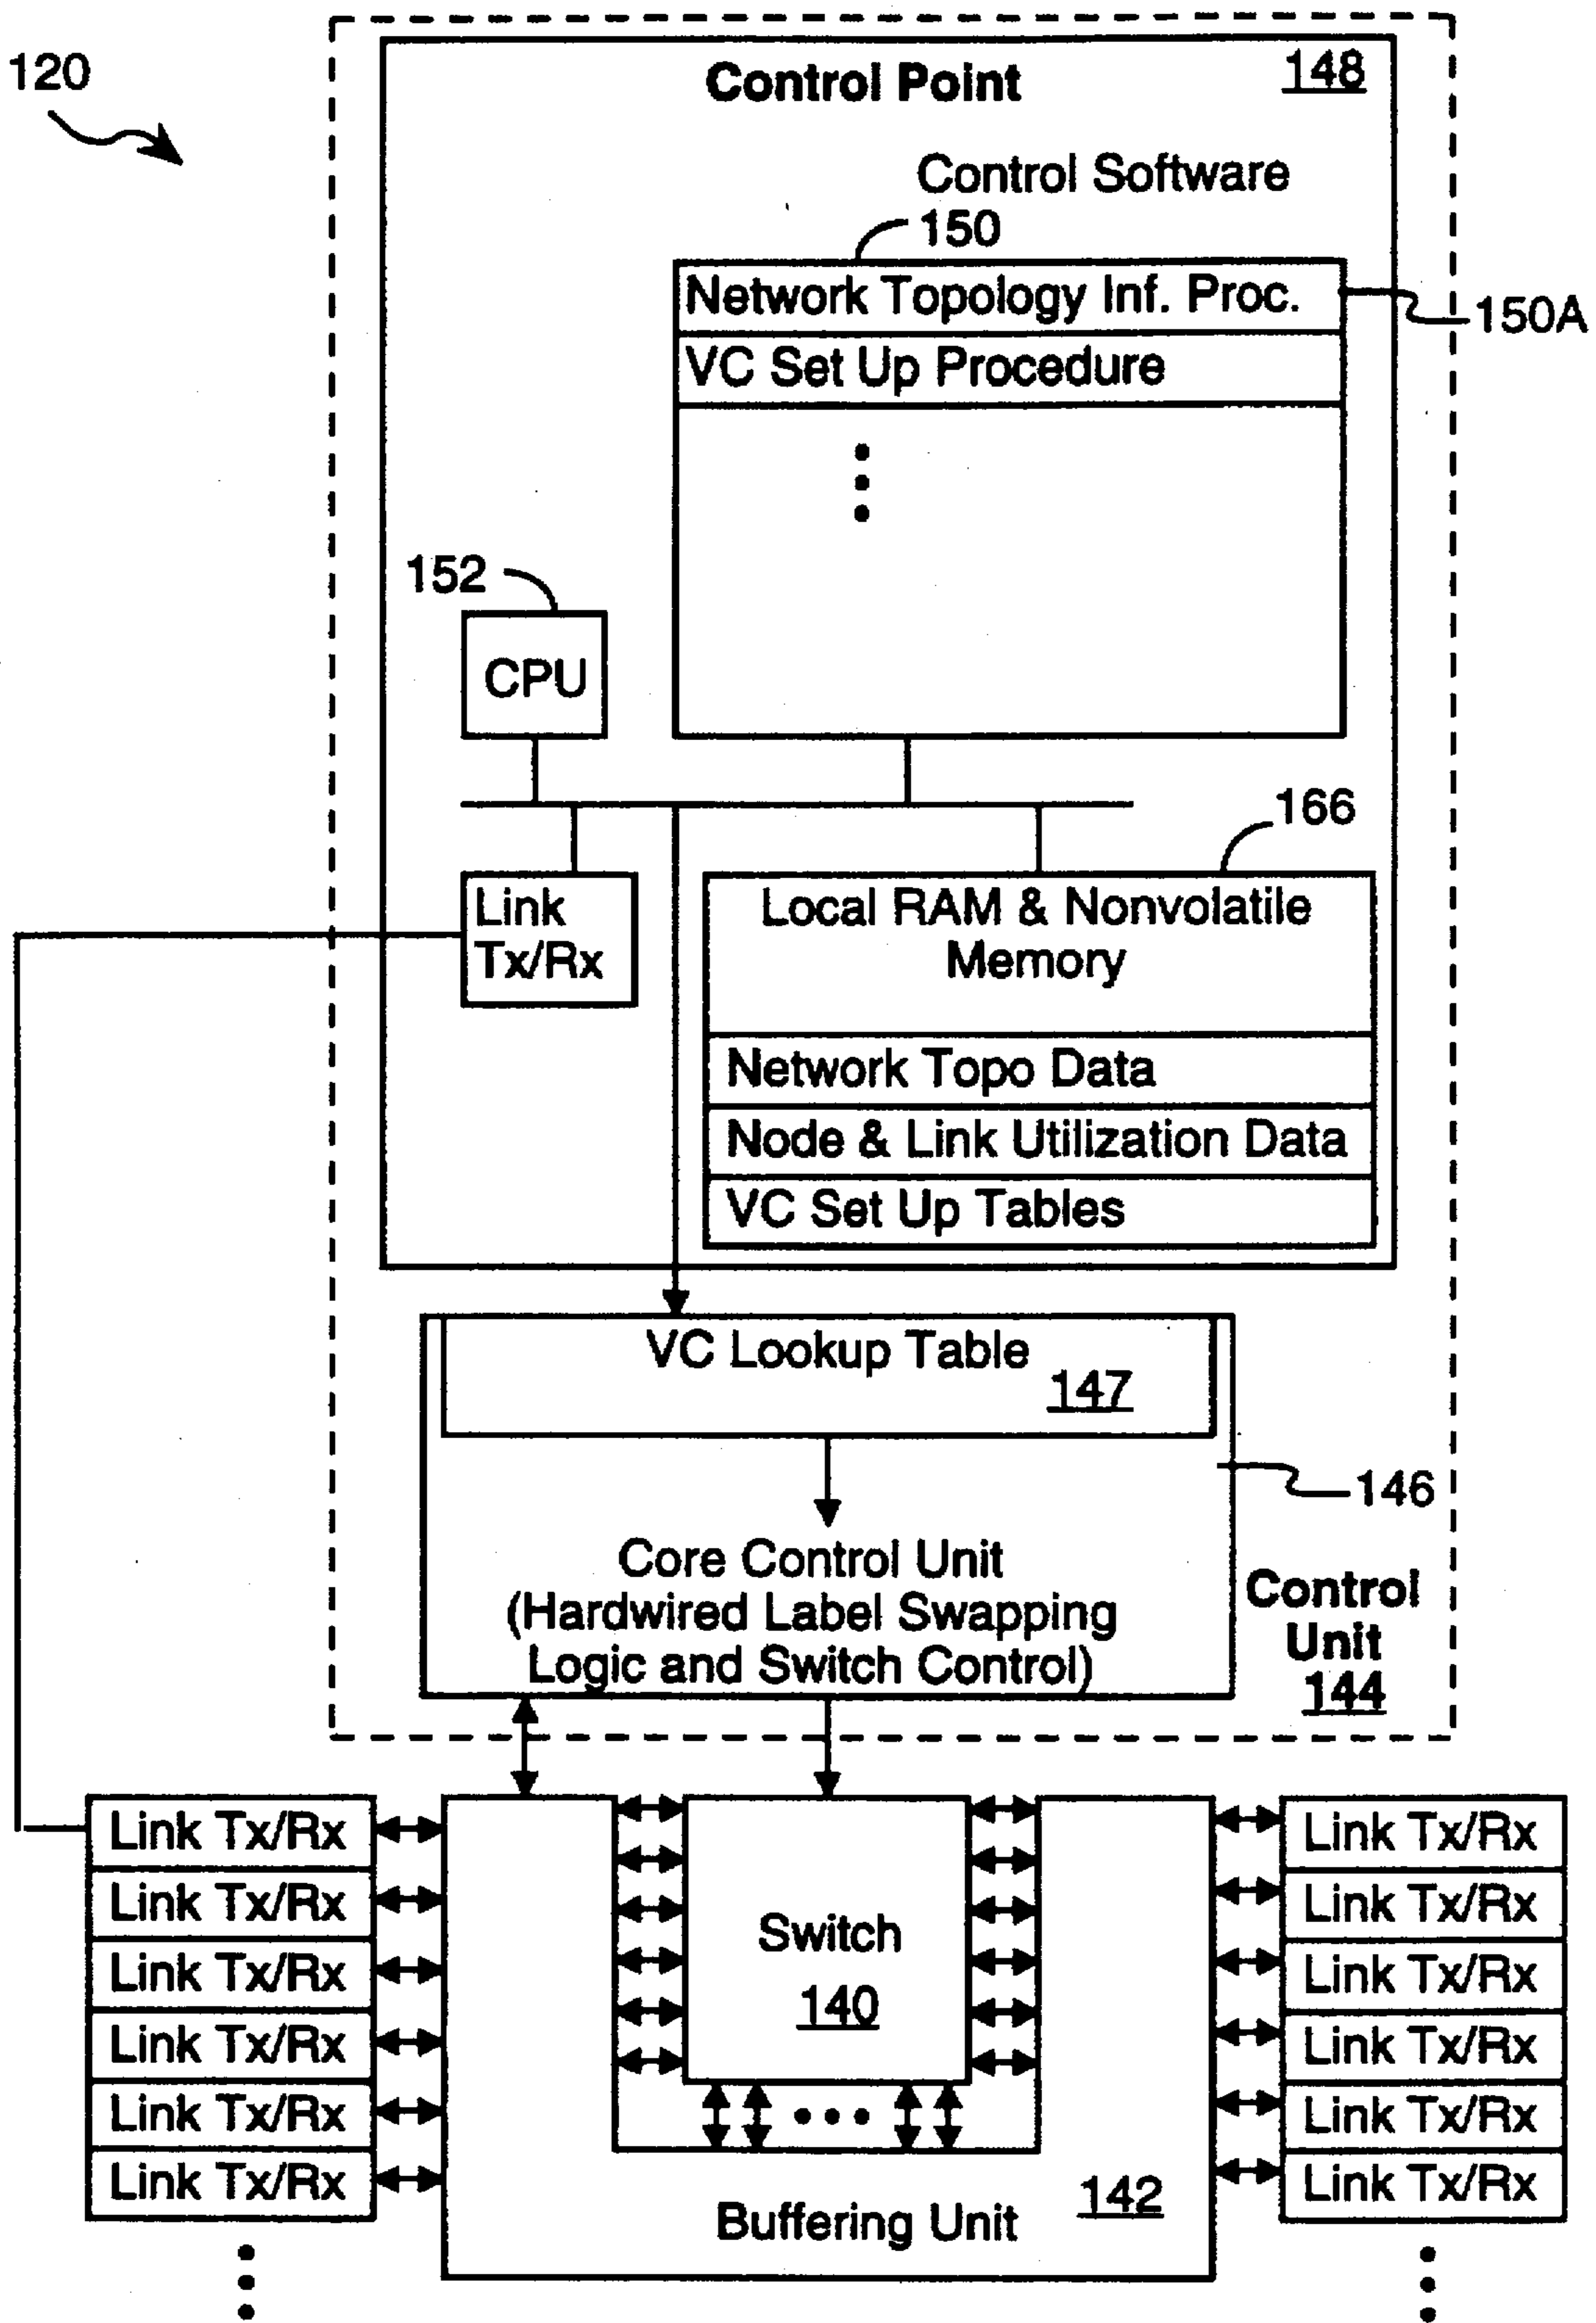 120
Control Point
148
Control Software
150
Network Topology Inf. Proc.
150A
VC Set Up Procedure
152
CPU
166
Link
Tx/Rx
Local RAM & Nonvolatile
Memory
Network Topo Data
Node & Link Utilization Data
VC Set Up Tables
VC Lookup Table
147
146
Core Control Unit
(Hardwired Label Swapping
Logic and Switch Control)
Control
Unit
144
Link Tx/Rx
Link Tx/Rx
Link Tx/Rx
Link Tx/Rx
Link Tx/Rx
Link Tx/Rx
Switch
140
Buffering Unit
142
Link Tx/Rx
Link Tx/Rx
Link Tx/Rx
Link Tx/Rx
Link Tx/Rx
Link Tx/Rx